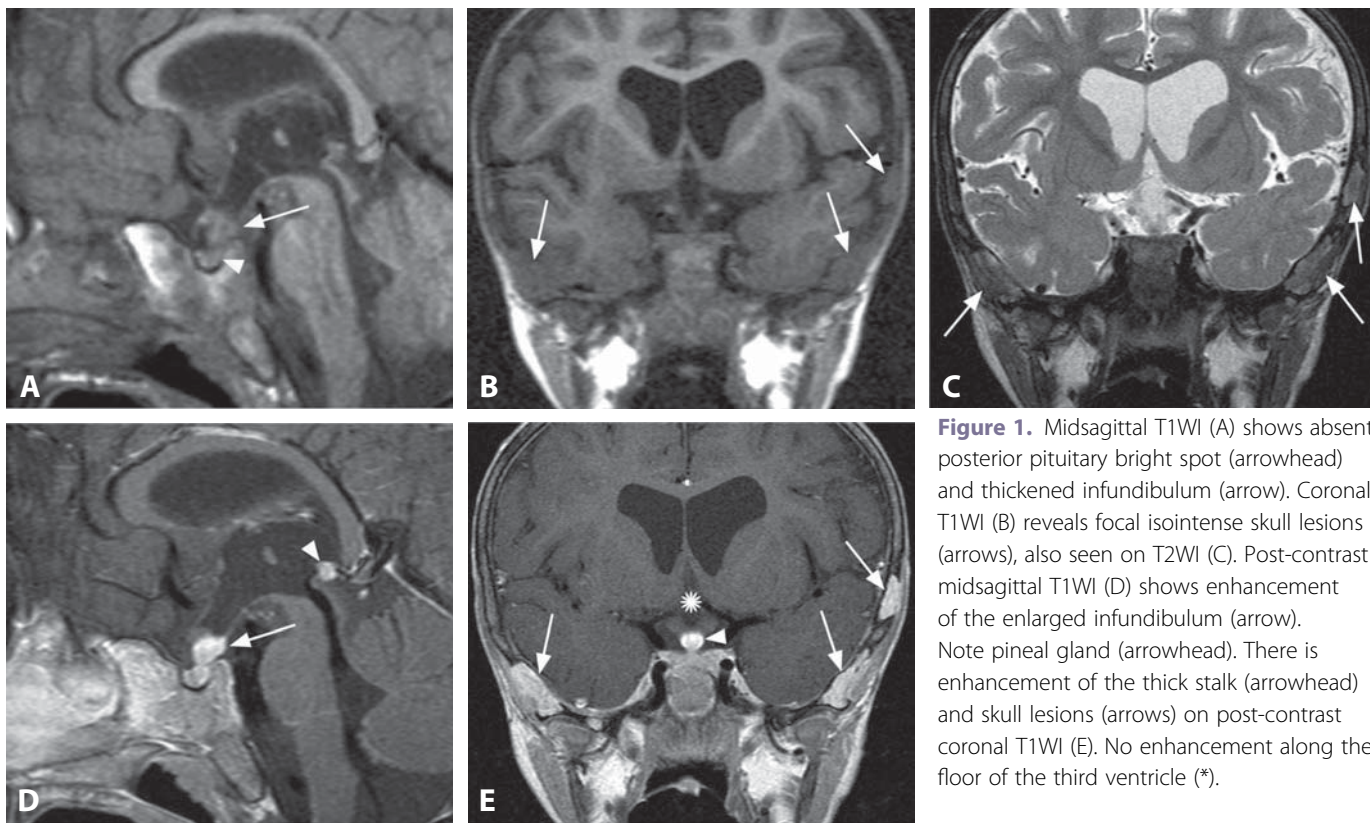 A
B
C
D
E
Figure 1. Midsagittal T1WI (A) shows absent
posterior pituitary bright spot (arrowhead)
and thickened infundibulum (arrow). Coronal
T1WI (B) reveals focal isointense skull lesions
(arrows), also seen on T2WI (C). Post-contrast
midsagittal T1WI (D) shows enhancement
of the enlarged infundibulum (arrow).
Note pineal gland (arrowhead). There is
enhancement of the thick stalk (arrowhead)
and skull lesions (arrows) on post-contrast
coronal T1WI (E). No enhancement along the
floor of the third ventricle (*).